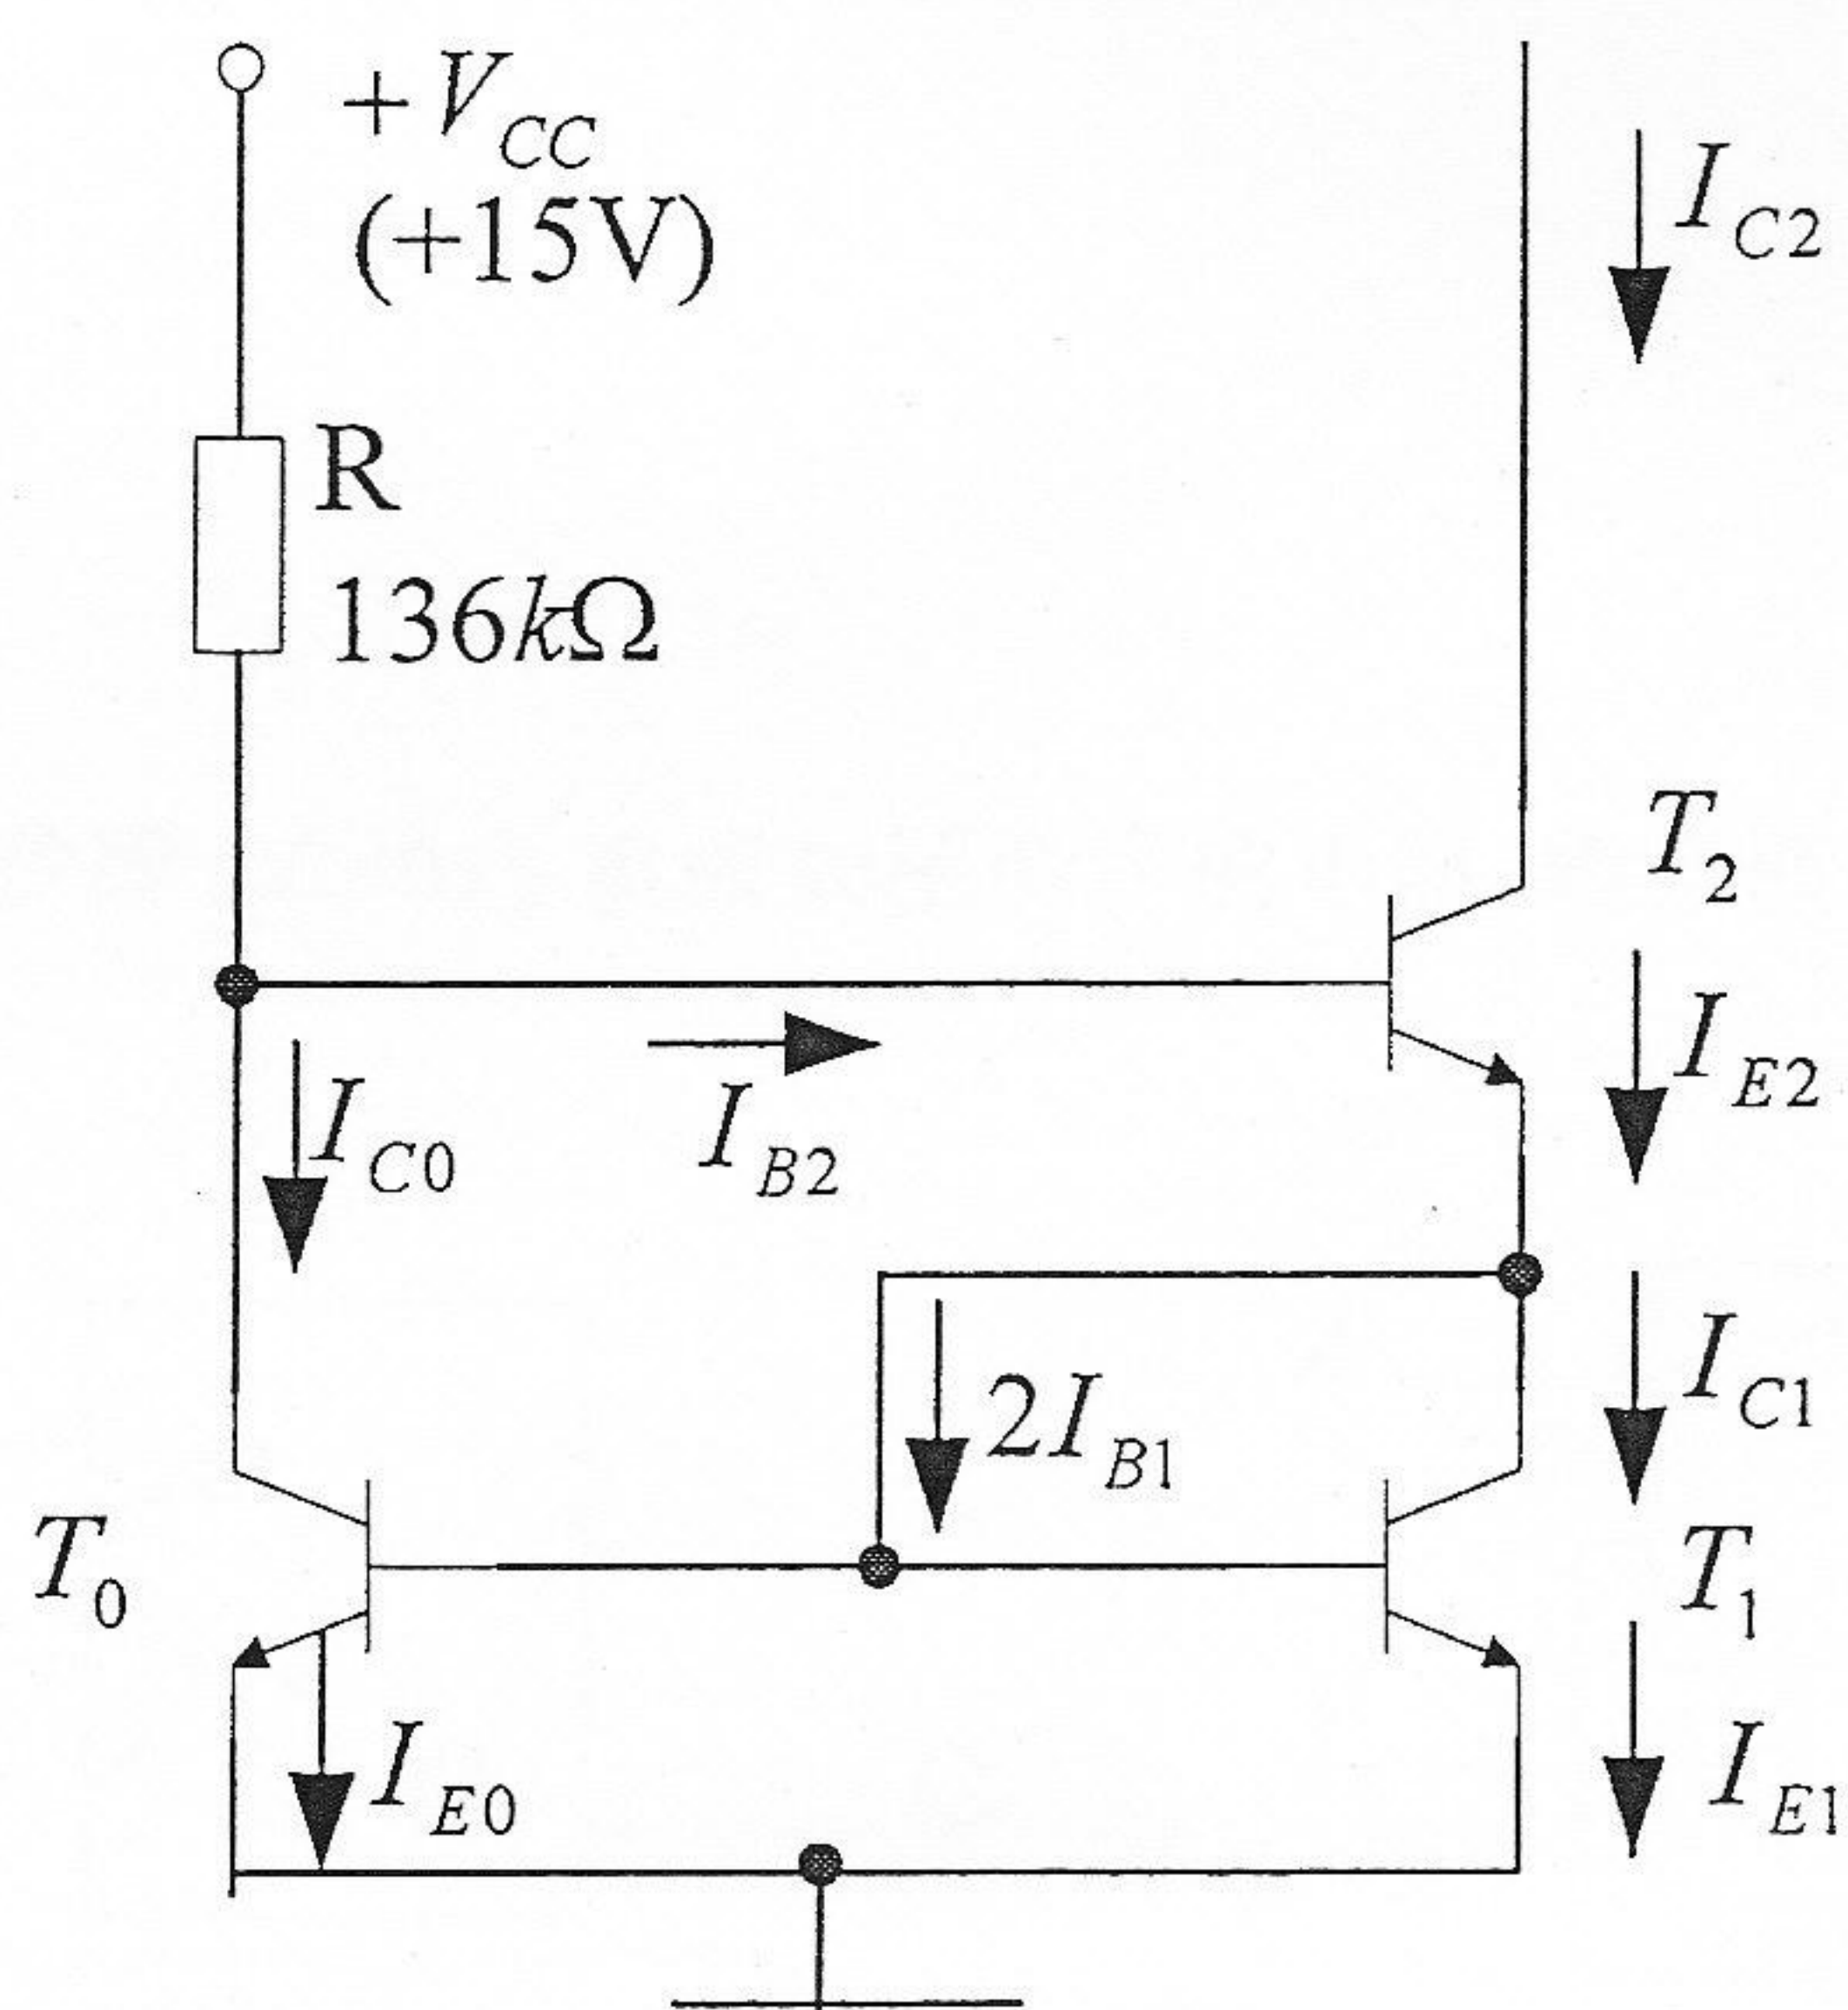 +V_CC
(+15V)
I_C2
R
136kΩ
T_2
I_E2
I_C0
I_B2
I_C1
2I_B1
T_0
T_1
I_E0
I_E1